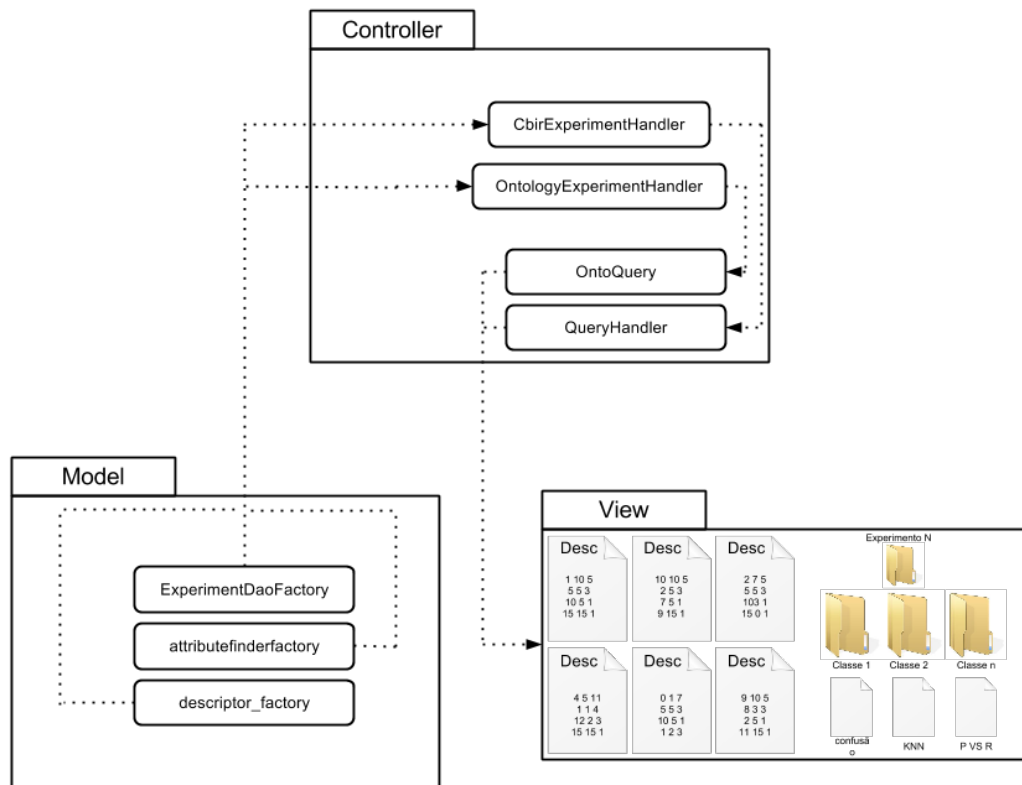 Controller
CbirExperimentHandler
OntologyExperimentHandler
OntoQuery
QueryHandler
Model
ExperimentDaoFactory
attributefinderfactory
descriptor_factory
View
Desc
1 10 5
5 5 3
10 5 1
15 15 1
Desc
10 10 5
2 5 3
7 5 1
9 15 1
Desc
2 7 5
5 5 3
103 1
15 0 1
Desc
4 5 11
1 1 4
12 2 3
15 15 1
Desc
0 1 7
5 5 3
10 5 1
1 2 3
Desc
9 10 5
8 3 3
2 5 1
11 15 1
Experimento N
Classe 1
Classe 2
Classe n
confusã
o
KNN
P VS R